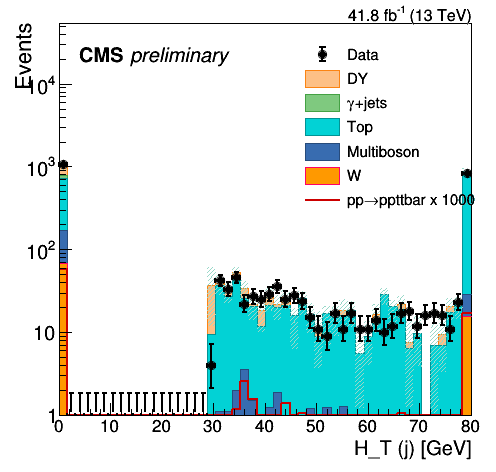 41.8 fb⁻¹ (13 TeV)
Events
CMS preliminary
Data
DY
γ+jets
Top
Multiboson
W
pp→ppttbar x 1000
10⁴
10³
10²
10
1
0 10 20 30 40 50 60 70 80
H_T (j) [GeV]